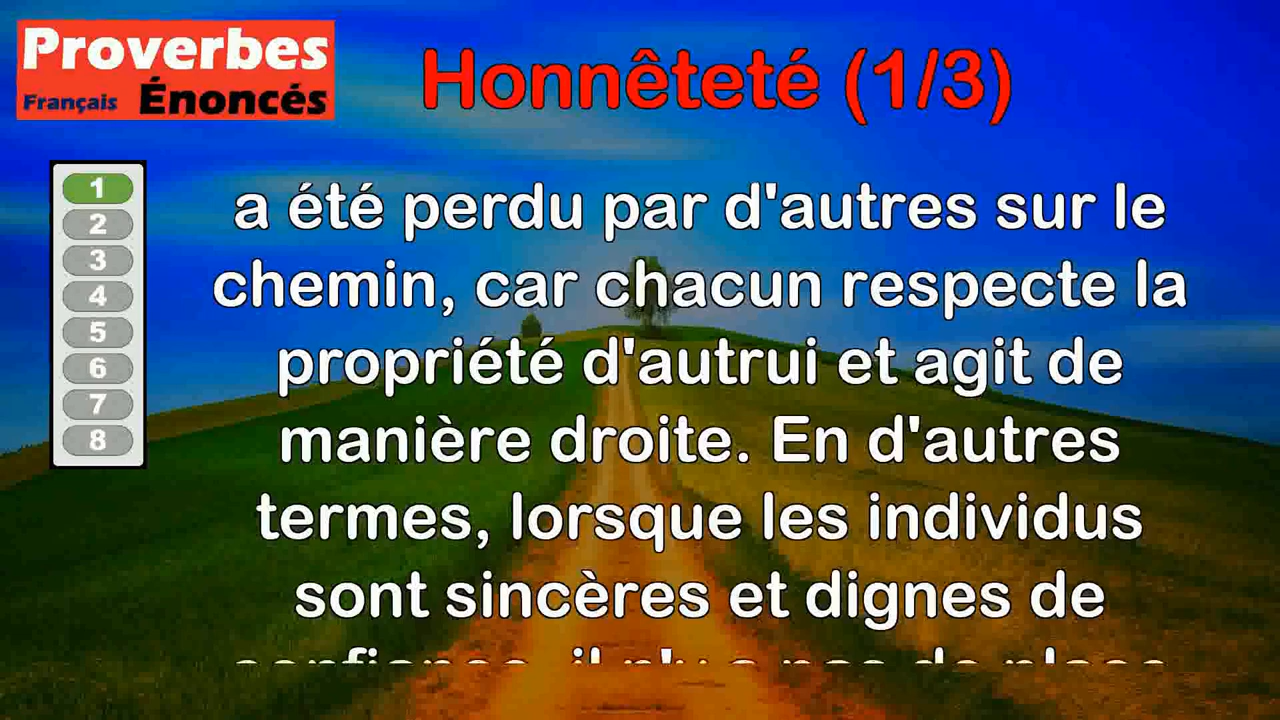 Proverbes
Français Énoncés
Honnêteté (1/3)
1
2
3
4
5
6
7
8
a été perdu par d'autres sur le
chemin, car chacun respecte la
propriété d'autrui et agit de
manière droite. En d'autres
termes, lorsque les individus
sont sincères et dignes de